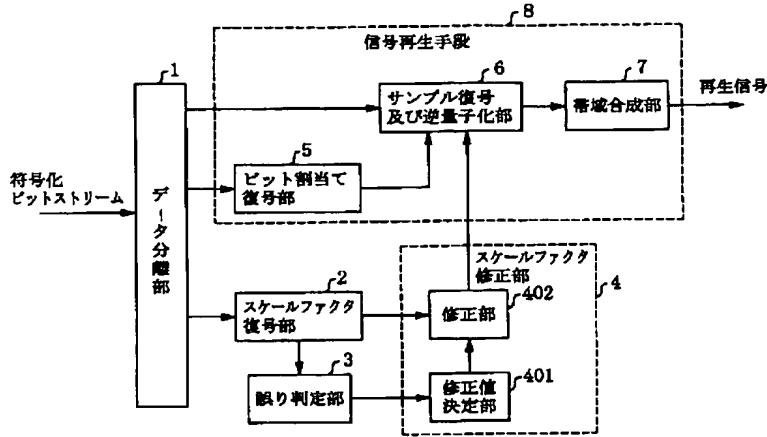 8
信号再生手段
1
6
7
サンプル復号
及び逆量子化部
帯域合成部
再生信号
5
ビット割当て
復号部
符号化
ビットストリーム
データ分離部
スケールファクタ
修正部
4
2
スケールファクタ
復号部
402
修正部
3
誤り判定部
401
修正値
決定部